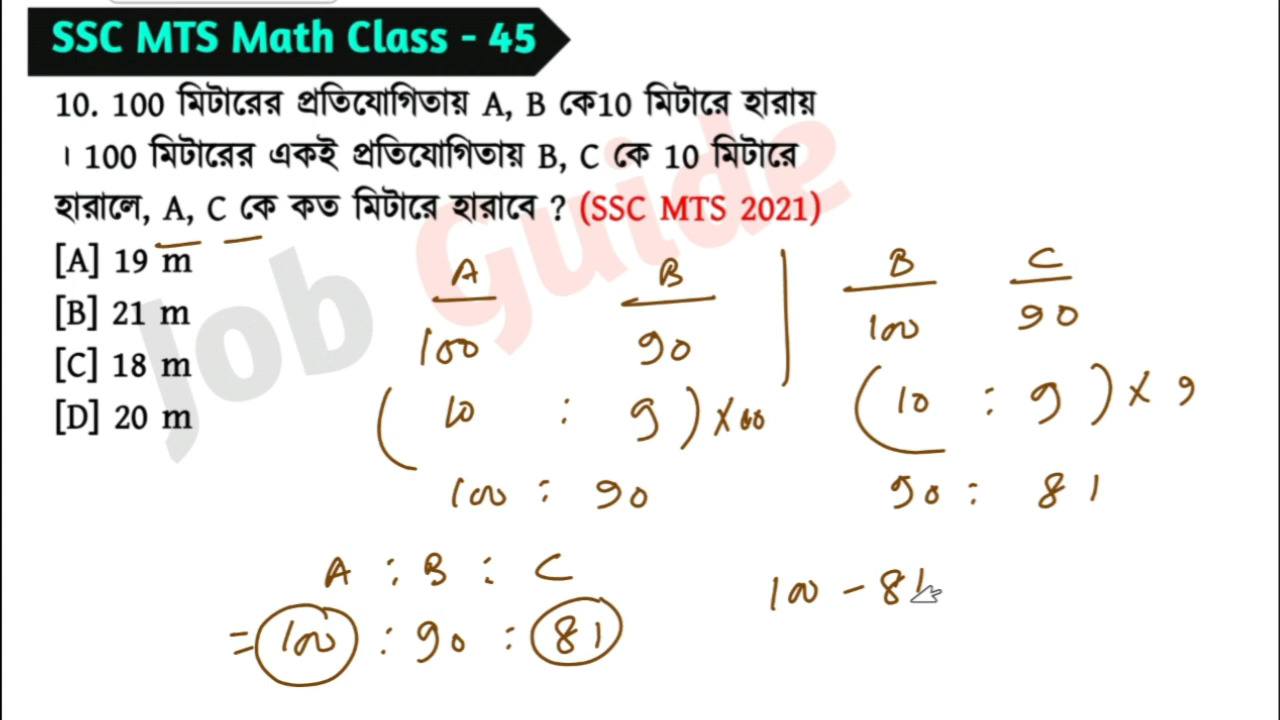 SSC MTS Math Class - 45
10. 100 মিটারের প্রতিযোগিতায় A, B কে10 মিটারে হারায়
। 100 মিটারের একই প্রতিযোগিতায় B, C কে 10 মিটারে
হারালে, A, C কে কত মিটারে হারাবে ? (SSC MTS 2021)
[A] 19 m
[B] 21 m
[C] 18 m
[D] 20 m
Job Guide
A B B C
100 90 100 90
(10 : 9) × 10 (10 : 9) × 9
100 : 90 90 : 81
A : B : C
= 100 : 90 : 81
100 - 81